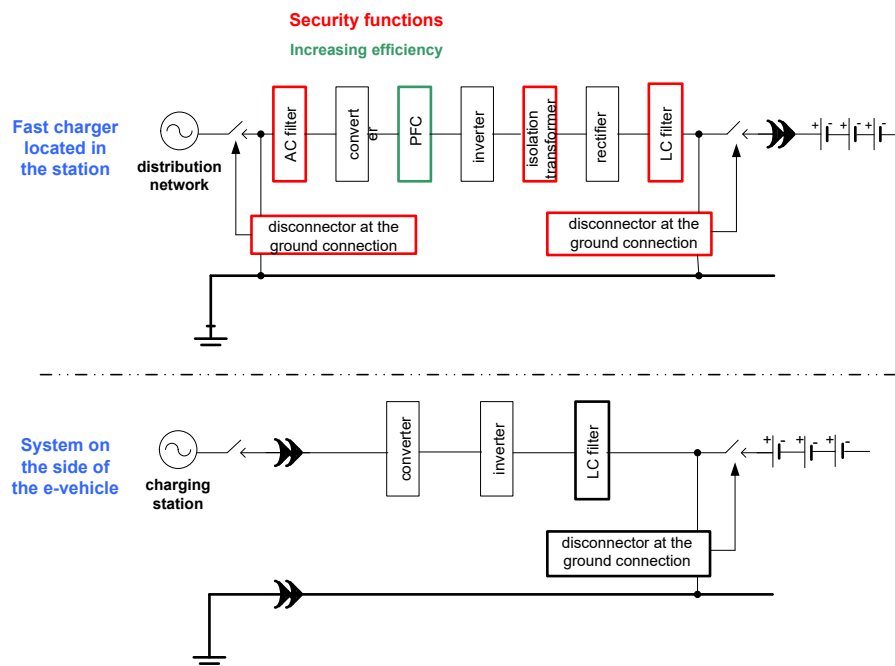 Security functions
Increasing efficiency
Fast charger
located in
the station
distribution
network
AC filter
convert
er
PFC
inverter
isolation
transformer
rectifier
LC filter
+ - + - + -
disconnector at the
ground connection
disconnector at the
ground connection
System on
the side of
the e-vehicle
charging
station
converter
inverter
LC filter
+ - + - + -
disconnector at the
ground connection